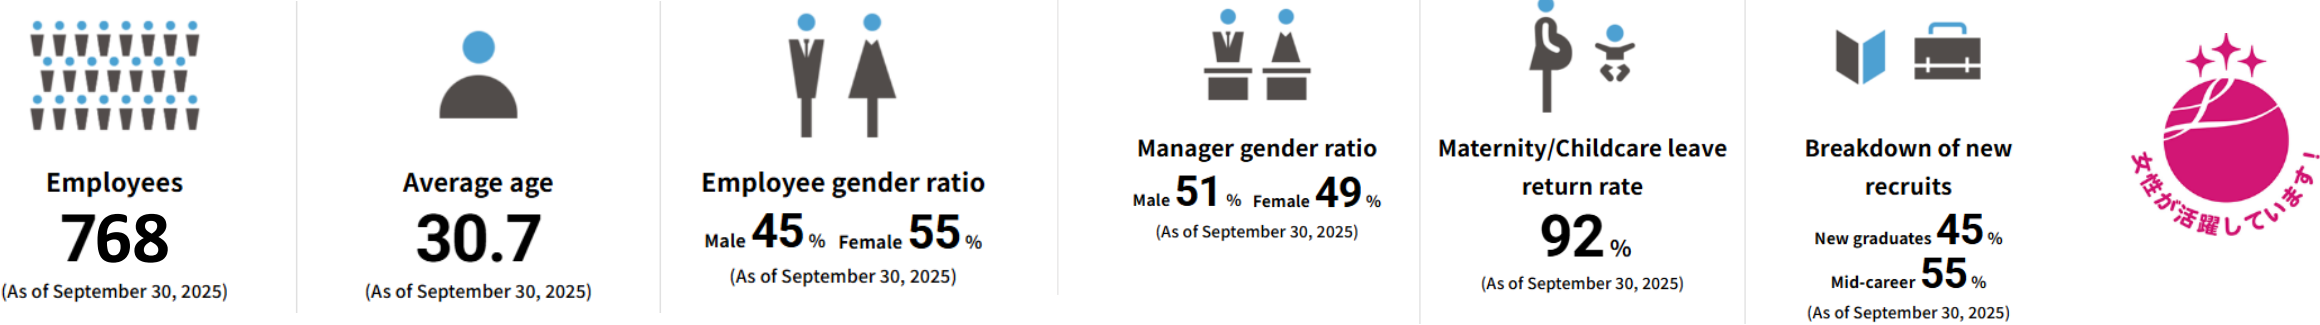 Employees
768
(As of September 30, 2025)
Average age
30.7
(As of September 30, 2025)
Employee gender ratio
Male 45 % Female 55 %
(As of September 30, 2025)
Manager gender ratio
Male 51 % Female 49 %
(As of September 30, 2025)
Maternity/Childcare leave
return rate
92 %
(As of September 30, 2025)
Breakdown of new
recruits
New graduates 45 %
Mid-career 55 %
(As of September 30, 2025)
女性が活躍しています!